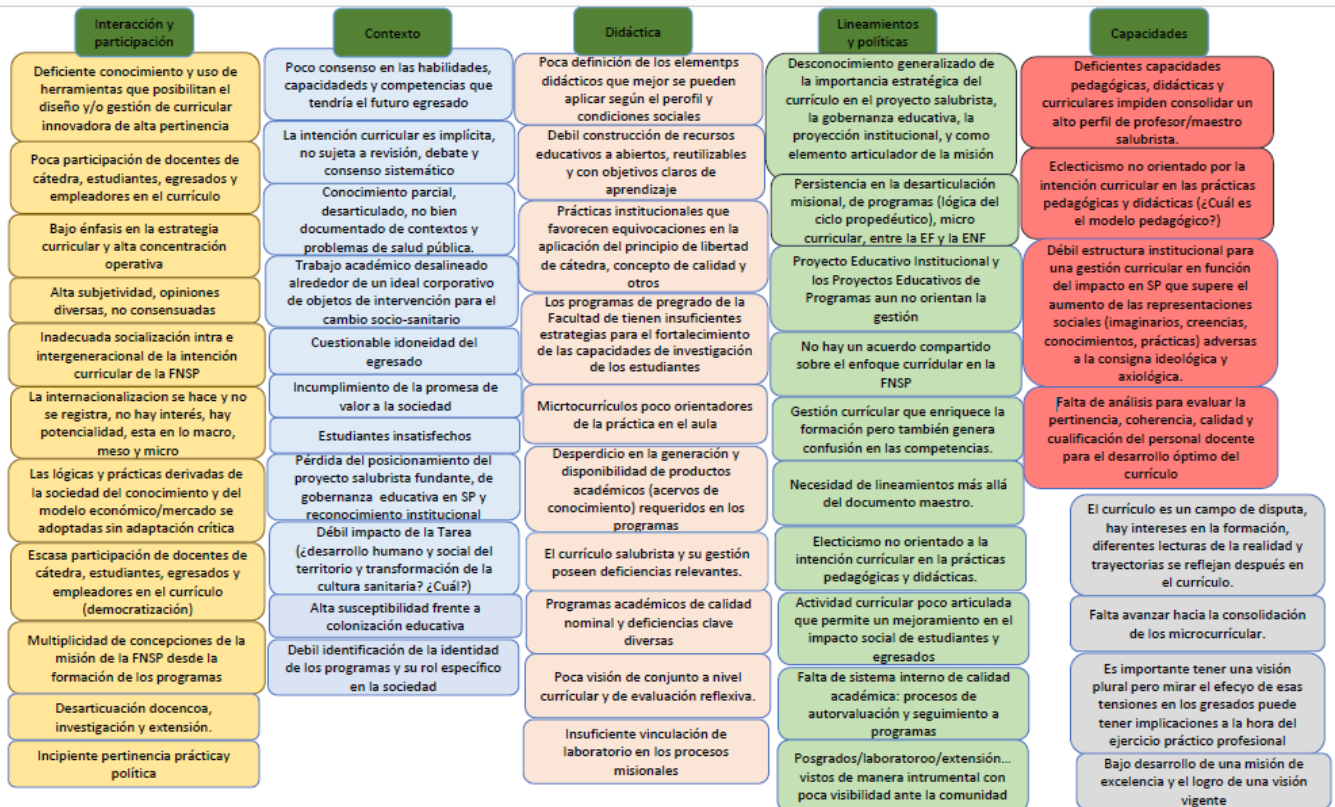 Interacción y
participación
Deficiente conocimiento y uso de
herramientas que posibilitan el
diseño y/o gestión de curricular
innovadora de alta pertinencia
Poca participación de docentes de
cátedra, estudiantes, egresados y
empleadores en el currículo
Bajo énfasis en la estrategia
curricular y alta concentración
operativa
Alta subjetividad, opiniones
diversas, no consensuadas
Inadecuada socialización intra e
intergeneracional de la intención
curricular de la FNSP
La internacionalizacion se hace y no
se registra, no hay interés, hay
potencialidad, esta en lo macro,
meso y micro
Las lógicas y prácticas derivadas de
la sociedad del conocimiento y del
modelo económico/mercado se
adoptadas sin adaptación crítica
Escasa participación de docentes de
cátedra, estudiantes, egresados y
empleadores en el currículo
(democratización)
Multiplicidad de concepciones de la
misión de la FNSP desde la
formación de los programas
Desarticuación docencoa,
investigación y extensión.
Incipiente pertinencia prácticay
política
Contexto
Poco consenso en las habilidades,
capacidadeds y competencias que
tendría el futuro egresado
La intención curricular es implícita,
no sujeta a revisión, debate y
consenso sistemático
Conocimiento parcial,
desarticulado, no bien
documentado de contextos y
problemas de salud pública.
Trabajo académico desalineado
alrededor de un ideal corporativo
de objetos de intervención para el
cambio socio-sanitario
Cuestionable idoneidad del
egresado
Incumplimiento de la promesa de
valor a la sociedad
Estudiantes insatisfechos
Pérdida del posicionamiento del
proyecto salubrista fundante, de
gobernanza educativa en SP y
reconocimiento institucional
Débil impacto de la Tarea
(¿desarrollo humano y social del
territorio y transformación de la
cultura sanitaria? ¿Cuál?)
Alta susceptibilidad frente a
colonización educativa
Debil identificación de la identidad
de los programas y su rol específico
en la sociedad
Didáctica
Poca definición de los elementps
didácticos que mejor se pueden
aplicar según el perofil y
condiciones sociales
Debil construcción de recursos
educativos a abiertos, reutilizables
y con objetivos claros de
aprendizaje
Prácticas institucionales que
favorecen equivocaciones en la
aplicación del principio de libertad
de cátedra, concepto de calidad y
otros
Los programas de pregrado de la
Facultad de tienen insuficientes
estrategias para el fortalecimiento
de las capacidades de investigación
de los estudiantes
Micrtocurrículos poco orientadores
de la práctica en el aula
Desperdicio en la generación y
disponibilidad de productos
académicos (acervos de
conocimiento) requeridos en los
programas
El currículo salubrista y su gestión
poseen deficiencias relevantes.
Programas académicos de calidad
nominal y deficiencias clave
diversas
Poca visión de conjunto a nivel
currícular y de evaluación reflexiva.
Insuficiente vinculación de
laboratorio en los procesos
misionales
Lineamientos
y políticas
Desconocimiento generalizado de
la importancia estratégica del
currículo en el proyecto salubrista,
la gobernanza educativa, la
proyección institucional, y como
elemento articulador de la misión
Persistencia en la desarticulación
misional, de programas (lógica del
ciclo propedéutico), micro
curricular, entre la EF y la ENF
Proyecto Educativo Institucional y
los Proyectos Educativos de
Programas aun no orientan la
gestión
No hay un acuerdo compartido
sobre el enfoque currídular en la
FNSP
Gestión currícular que enriquece la
formación pero también genera
confusión en las competencias.
Necesidad de lineamientos más allá
del documento maestro.
Electicismo no orientado a la
intención currícular en la prácticas
pedagógicas y didácticas.
Actividad currícular poco articulada
que permite un mejoramiento en el
impacto social de estudiantes y
egresados
Falta de sistema interno de calidad
académica: procesos de
autorvaluación y seguimiento a
programas
Posgrados/laboratoroo/extensión...
vistos de manera intrumental con
poca visibilidad ante la comunidad
Capacidades
Deficientes capacidades
pedagógicas, didácticas y
curriculares impiden consolidar un
alto perfil de profesor/maestro
salubrista.
Eclecticismo no orientado por la
intención curricular en las prácticas
pedagógicas y didácticas (¿Cuál es
el modelo pedagógico?)
Débil estructura institucional para
una gestión curricular en función
del impacto en SP que supere el
aumento de las representaciones
sociales (imaginarios, creencias,
conocimientos, prácticas) adversas
a la consigna ideológica y
axiológica.
Falta de análisis para evaluar la
pertinencia, coherencia, calidad y
cualificación del personal docente
para el desarrollo óptimo del
currículo
El currículo es un campo de disputa,
hay intereses en la formación,
diferentes lecturas de la realidad y
trayectorias se reflejan después en
el currículo.
Falta avanzar hacia la consolidación
de los microcurrícular.
Es importante tener una visión
plural pero mirar el efecyo de esas
tensiones en los gresados puede
tener implicaciones a la hora del
ejercicio práctico profesional
Bajo desarrollo de una misión de
excelencia y el logro de una visión
vigente